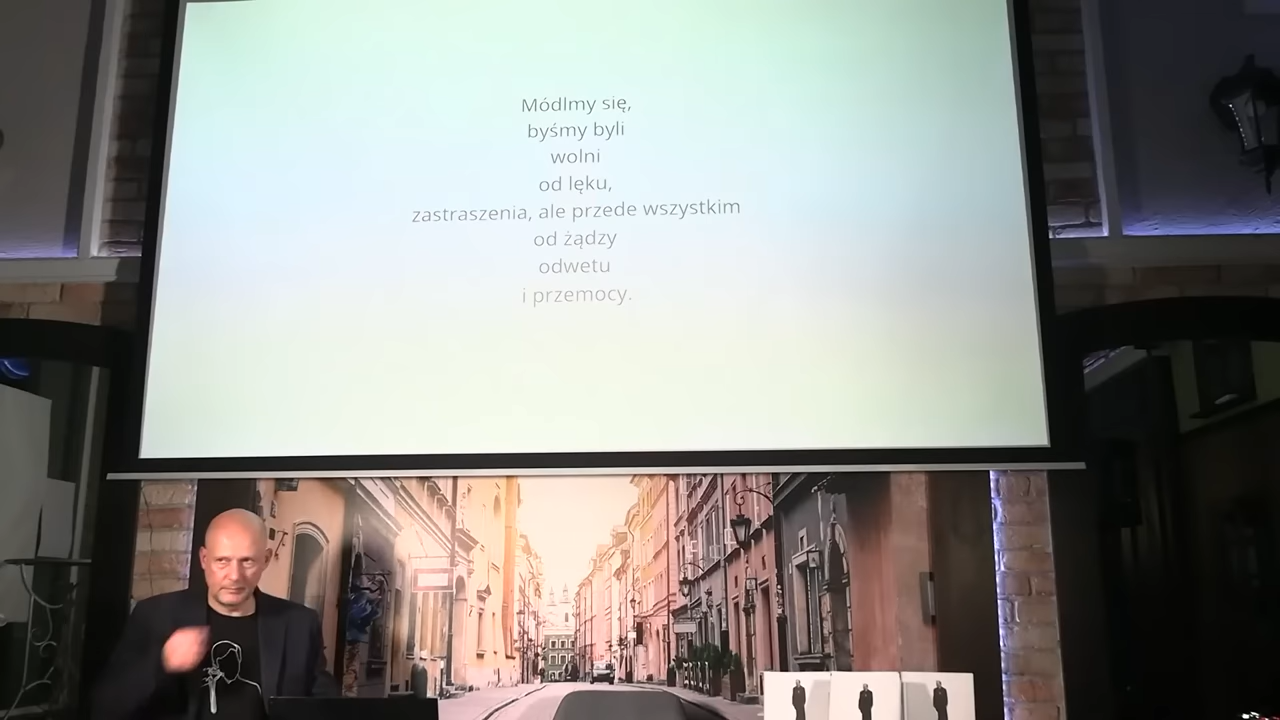 Módlmy się,
byśmy byli
wolni
od lęku,
zastraszenia, ale przede wszystkim
od żądzy
odwetu
i przemocy.